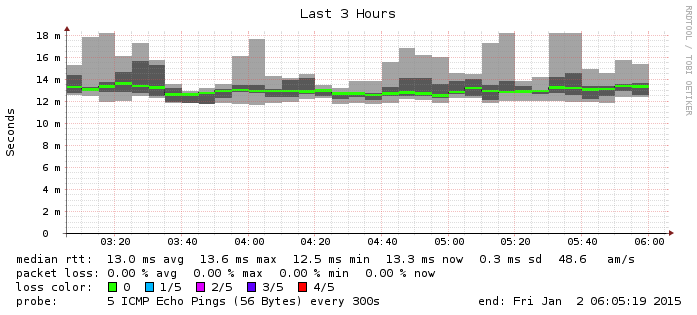 Last 3 Hours
RRDTOOL / TOBI OETIKER
Seconds
18 m
16 m
14 m
12 m
10 m
8 m
6 m
4 m
2 m
0
03:20 03:40 04:00 04:20 04:40 05:00 05:20 05:40 06:00
median rtt: 13.0 ms avg 13.6 ms max 12.5 ms min 13.3 ms now 0.3 ms sd 48.6 am/s
packet loss: 0.00 % avg 0.00 % max 0.00 % min 0.00 % now
loss color: 0 1/5 2/5 3/5 4/5
probe: 5 ICMP Echo Pings (56 Bytes) every 300s end: Fri Jan 2 06:05:19 2015